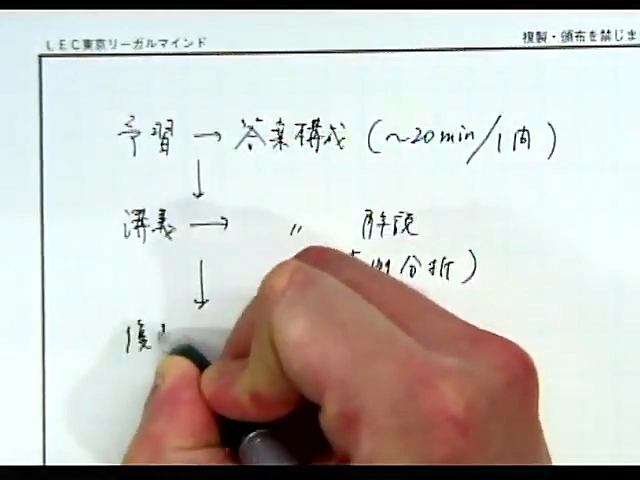 LEC東京リーガルマインド 複製・頒布を禁じま
予習 → 答案構成 (~20min/1問)
↓
講義 → 〃 解説
例分析)
↓
復